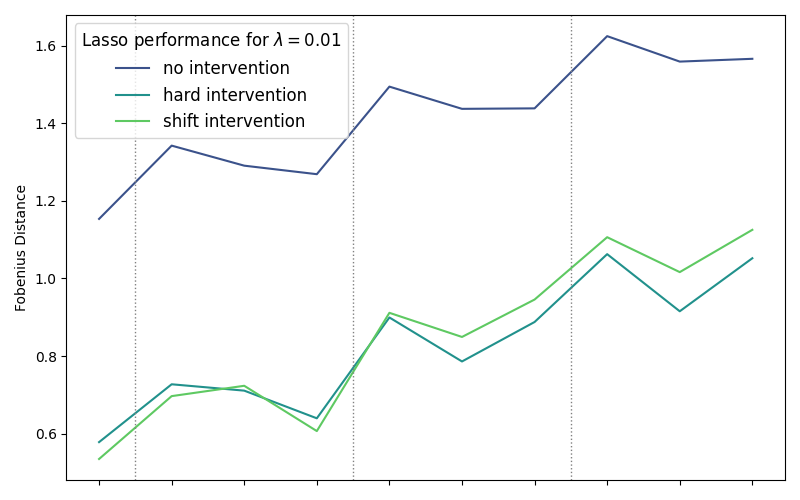 Lasso performance for λ = 0.01
no intervention
hard intervention
shift intervention
Fobenius Distance
1.6
1.4
1.2
1.0
0.8
0.6